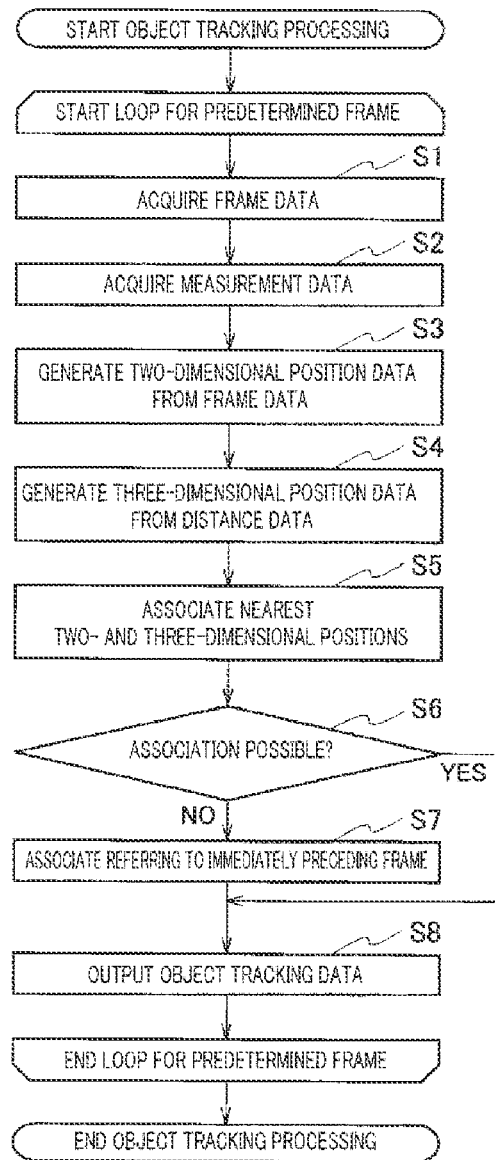 START OBJECT TRACKING PROCESSING
START LOOP FOR PREDETERMINED FRAME
S1
ACQUIRE FRAME DATA
S2
ACQUIRE MEASUREMENT DATA
S3
GENERATE TWO-DIMENSIONAL POSITION DATA
FROM FRAME DATA
S4
GENERATE THREE-DIMENSIONAL POSITION DATA
FROM DISTANCE DATA
S5
ASSOCIATE NEAREST
TWO- AND THREE-DIMENSIONAL POSITIONS
S6
ASSOCIATION POSSIBLE?
YES
NO
S7
ASSOCIATE REFERRING TO IMMEDIATELY PRECEDING FRAME
S8
OUTPUT OBJECT TRACKING DATA
END LOOP FOR PREDETERMINED FRAME
END OBJECT TRACKING PROCESSING